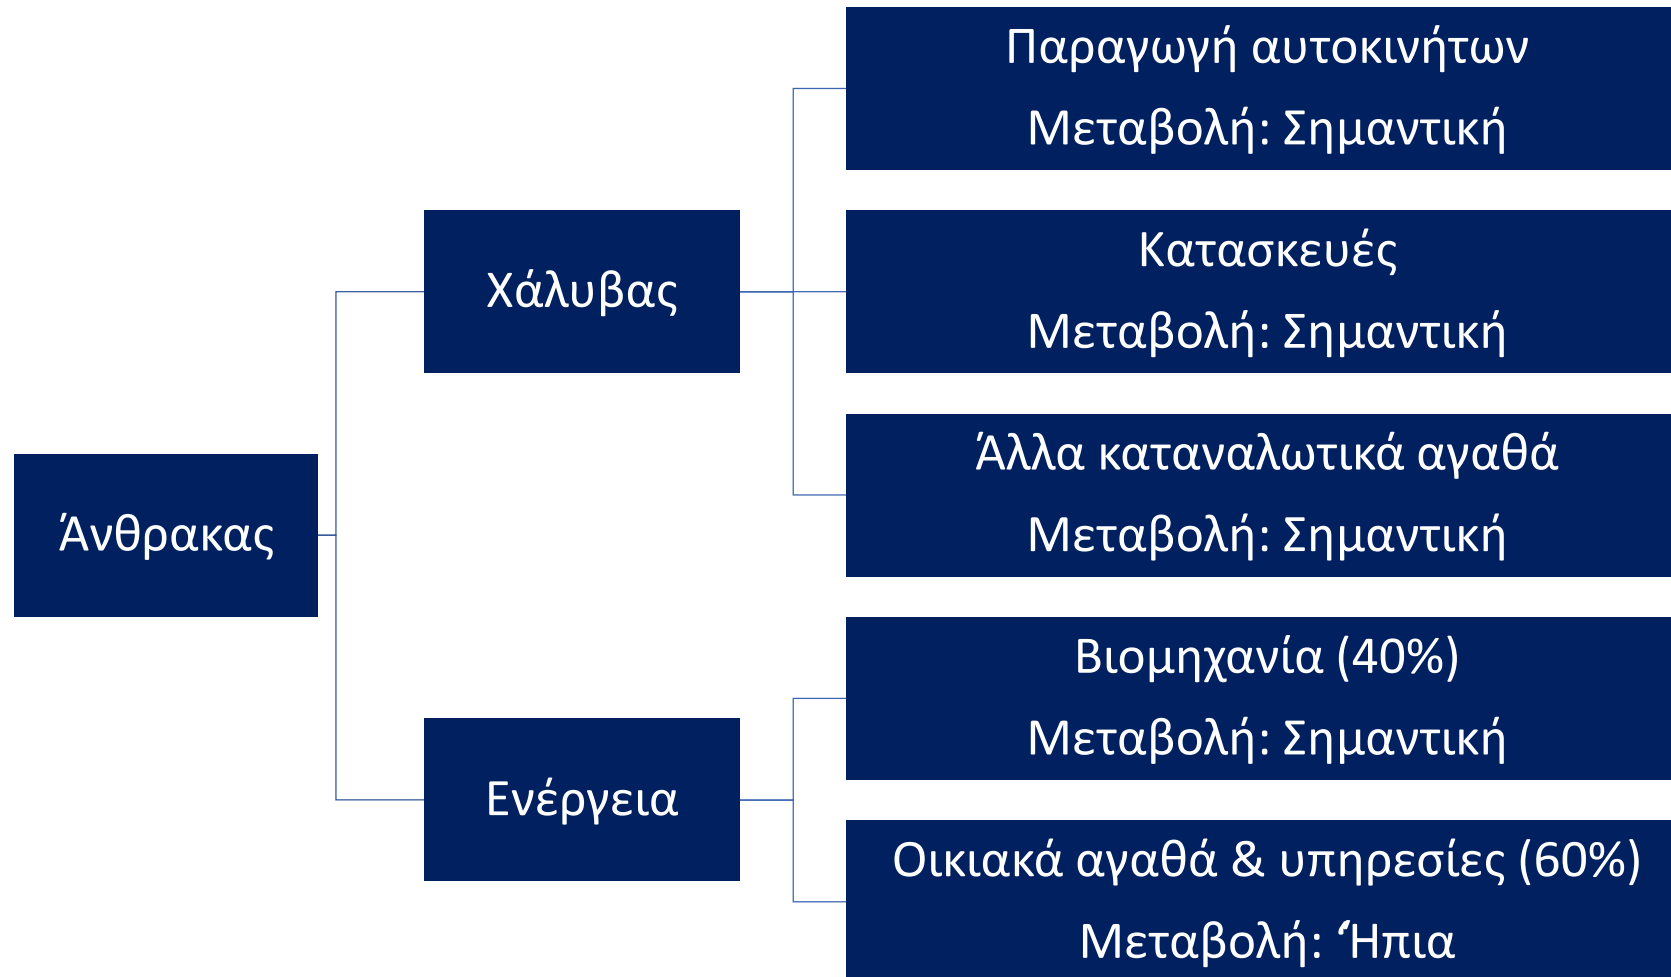 Παραγωγή αυτοκινήτων
Μεταβολή: Σημαντική
Κατασκευές
Μεταβολή: Σημαντική
Χάλυβας
Άλλα καταναλωτικά αγαθά
Μεταβολή: Σημαντική
Άνθρακας
Βιομηχανία (40%)
Μεταβολή: Σημαντική
Ενέργεια
Οικιακά αγαθά & υπηρεσίες (60%)
Μεταβολή: ‘Ήπια